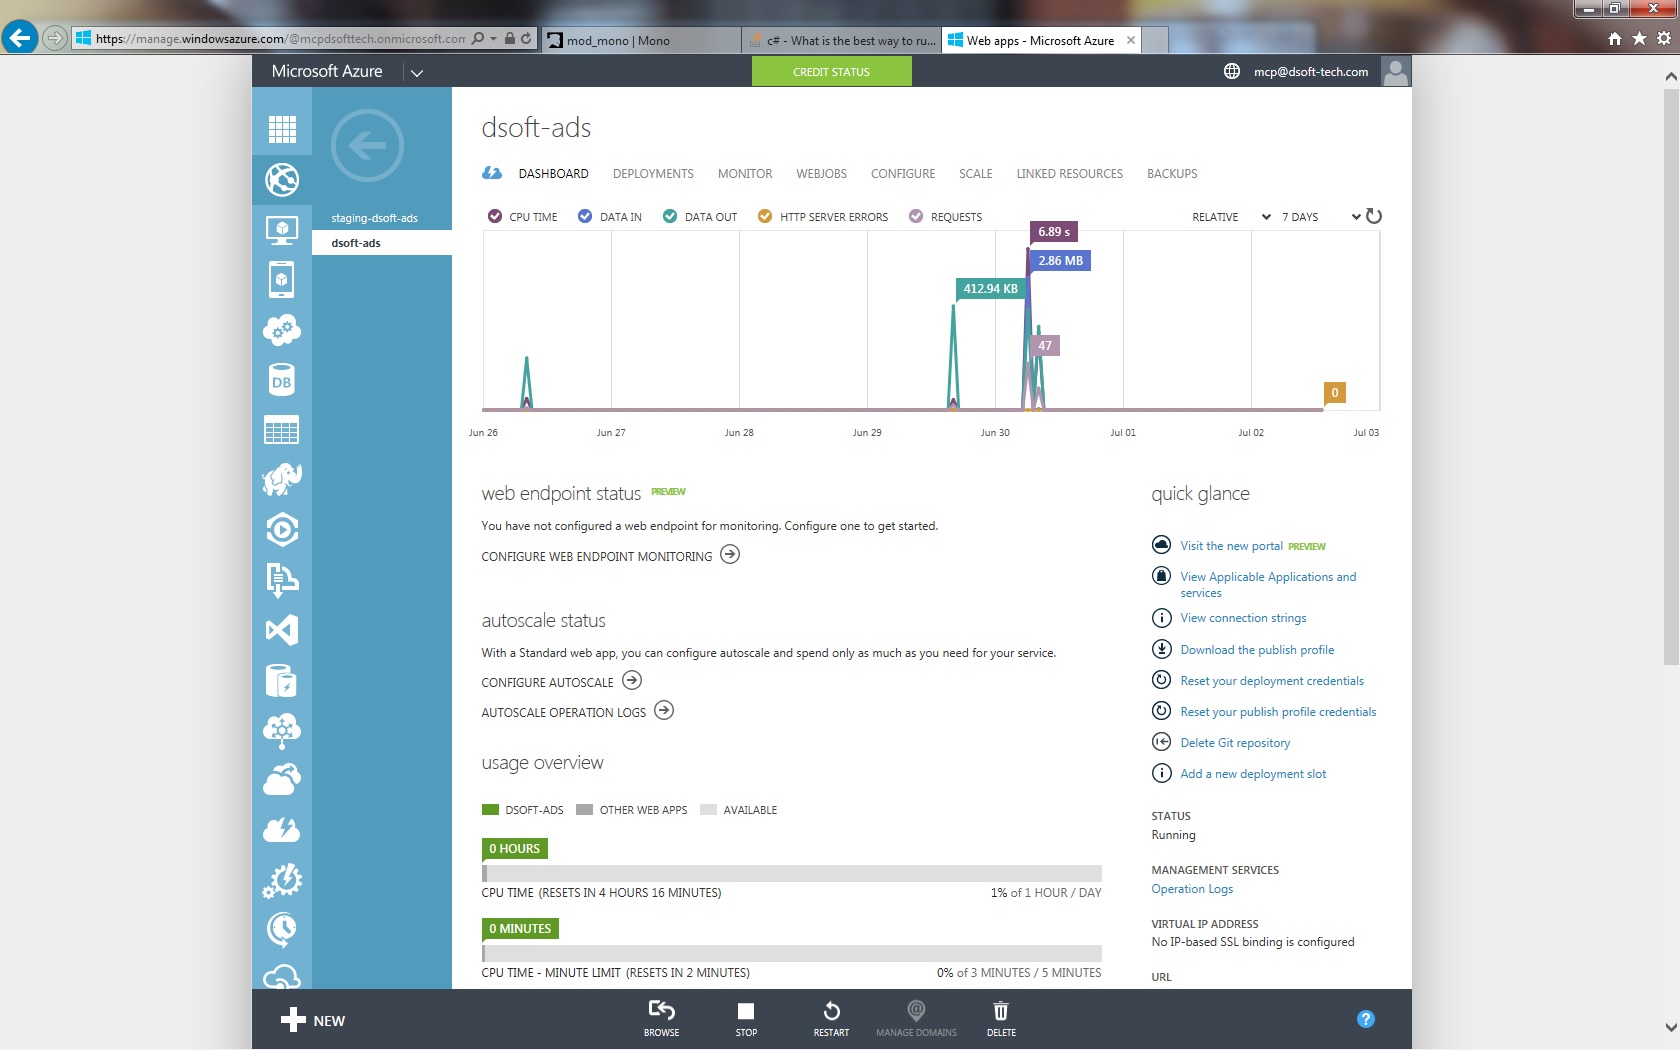 https://manage.windowsazure.com/@mcpdsofttech.onmicrosoft.com
mod_mono | Mono
c# - What is the best way to ru...
Web apps - Microsoft Azure
Microsoft Azure
CREDIT STATUS
mcp@dsoft-tech.com
staging-dsoft-ads
dsoft-ads
DB
dsoft-ads
DASHBOARD DEPLOYMENTS MONITOR WEBJOBS CONFIGURE SCALE LINKED RESOURCES BACKUPS
CPU TIME DATA IN DATA OUT HTTP SERVER ERRORS REQUESTS RELATIVE 7 DAYS
6.89 s
2.86 MB
412.94 KB
47
0
Jun 26 Jun 27 Jun 28 Jun 29 Jun 30 Jul 01 Jul 02 Jul 03
web endpoint status PREVIEW
You have not configured a web endpoint for monitoring. Configure one to get started.
CONFIGURE WEB ENDPOINT MONITORING
autoscale status
With a Standard web app, you can configure autoscale and spend only as much as you need for your service.
CONFIGURE AUTOSCALE
AUTOSCALE OPERATION LOGS
usage overview
DSOFT-ADS OTHER WEB APPS AVAILABLE
0 HOURS
CPU TIME (RESETS IN 4 HOURS 16 MINUTES) 1% of 1 HOUR / DAY
0 MINUTES
CPU TIME - MINUTE LIMIT (RESETS IN 2 MINUTES) 0% of 3 MINUTES / 5 MINUTES
quick glance
Visit the new portal PREVIEW
View Applicable Applications and
services
View connection strings
Download the publish profile
Reset your deployment credentials
Reset your publish profile credentials
Delete Git repository
Add a new deployment slot
STATUS
Running
MANAGEMENT SERVICES
Operation Logs
VIRTUAL IP ADDRESS
No IP-based SSL binding is configured
URL
NEW
BROWSE STOP RESTART MANAGE DOMAINS DELETE
?